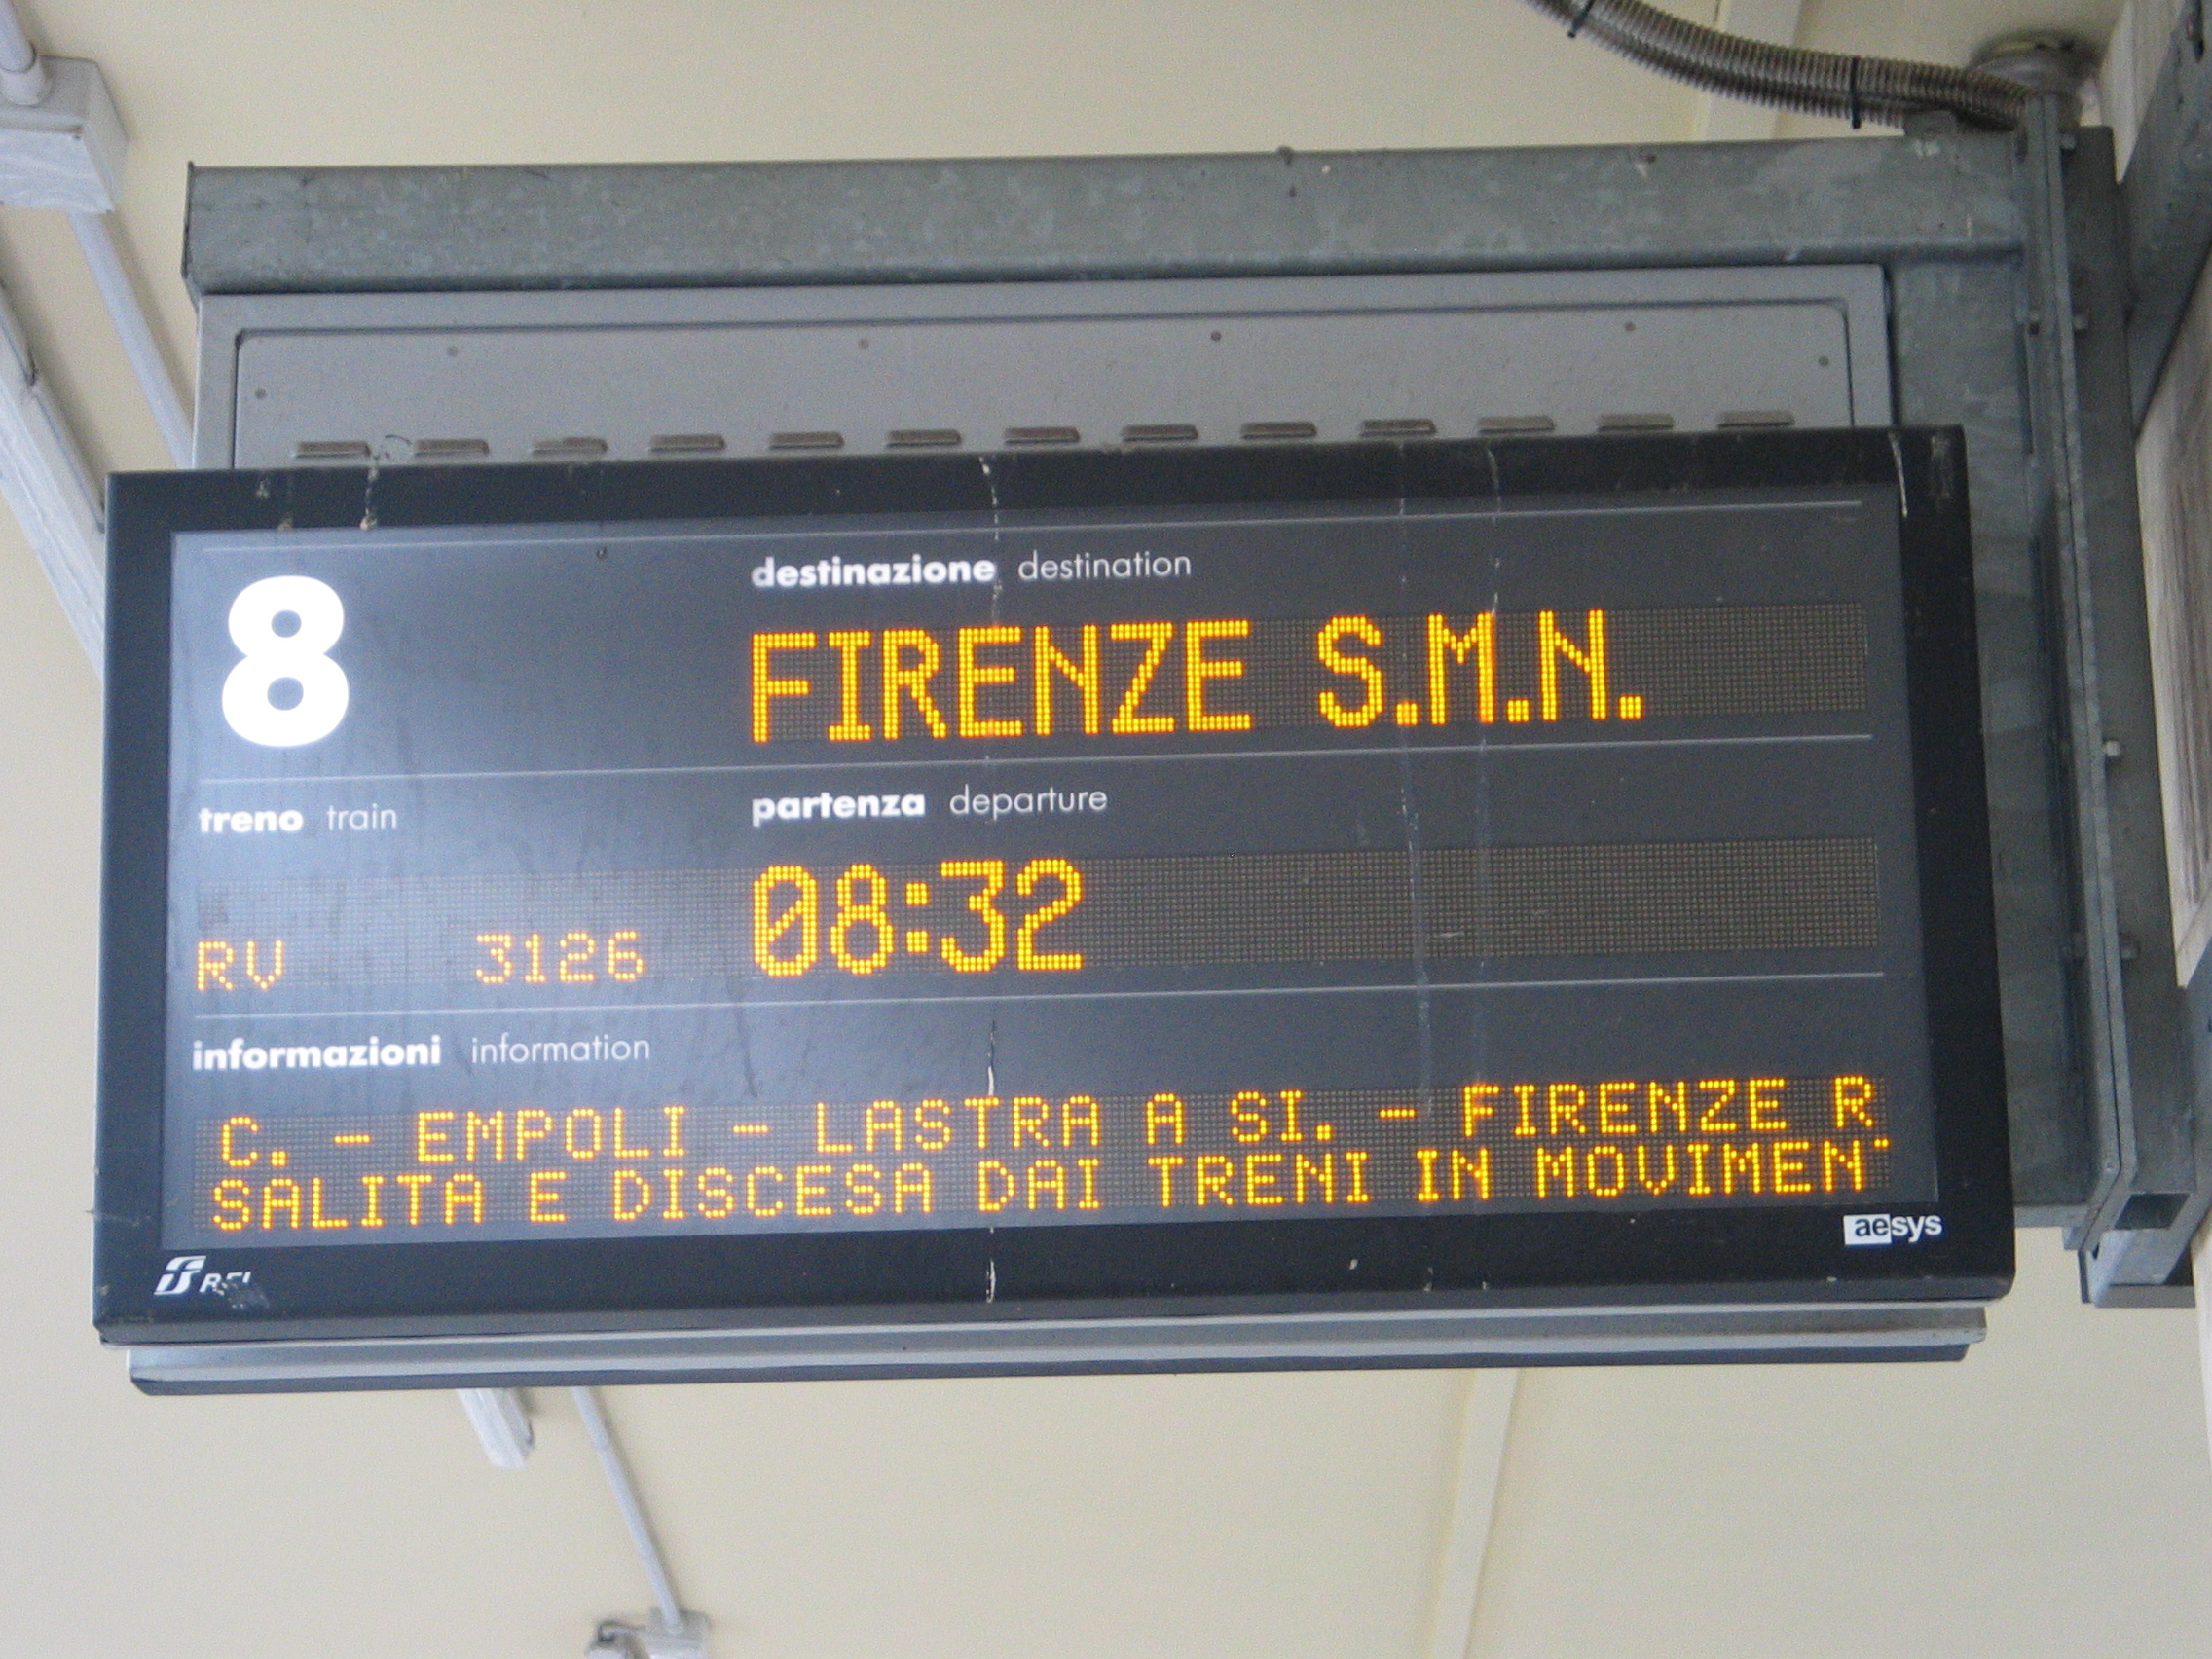 8
destinazione destination
FIRENZE S.M.N.
treno train
partenza departure
RV 3126
08:32
informazioni information
C. - EMPOLI - LASTRA A SI. - FIRENZE R
SALITA E DISCESA DAI TRENI IN MOVIMEN
aesys
RFI